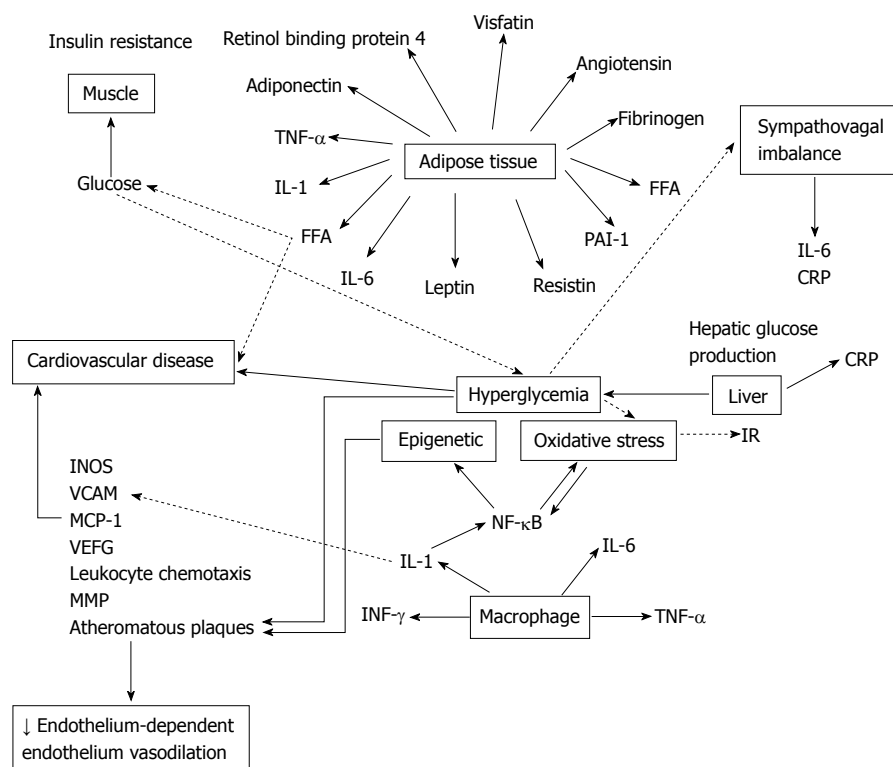 Visfatin
Insulin resistance
Retinol binding protein 4
Angiotensin
Adiponectin
Muscle
Fibrinogen
TNF-α
Adipose tissue
Sympathovagal
imbalance
Glucose
IL-1
FFA
FFA
PAI-1
IL-6
CRP
IL-6
Leptin
Resistin
Hepatic glucose
production
Cardiovascular disease
CRP
Hyperglycemia
Liver
Epigenetic
Oxidative stress
IR
INOS
VCAM
MCP-1
VEFG
Leukocyte chemotaxis
MMP
Atheromatous plaques
NF-κB
IL-1
IL-6
INF-γ
Macrophage
TNF-α
↓ Endothelium-dependent
endothelium vasodilation